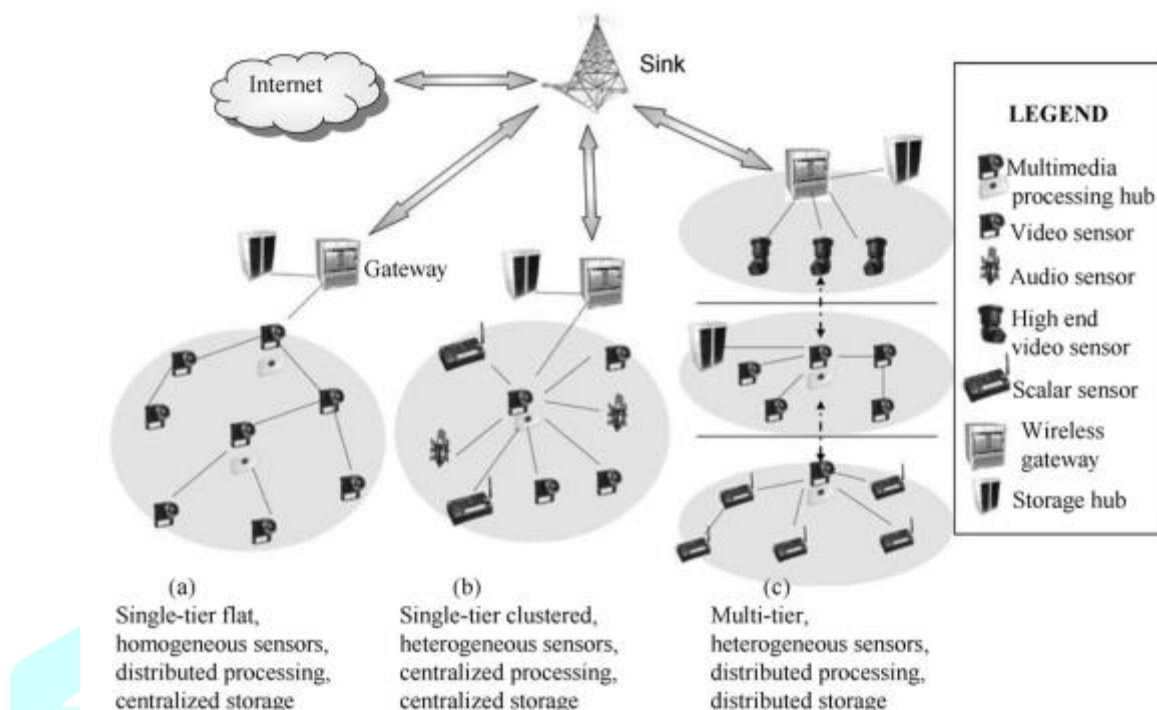 Internet
Sink
Gateway
LEGEND
Multimedia
processing hub
Video sensor
Audio sensor
High end
video sensor
Scalar sensor
Wireless
gateway
Storage hub
(a)
Single-tier flat,
homogeneous sensors,
distributed processing,
centralized storage
(b)
Single-tier clustered,
heterogeneous sensors,
centralized processing,
centralized storage
(c)
Multi-tier,
heterogeneous sensors,
distributed processing,
distributed storage